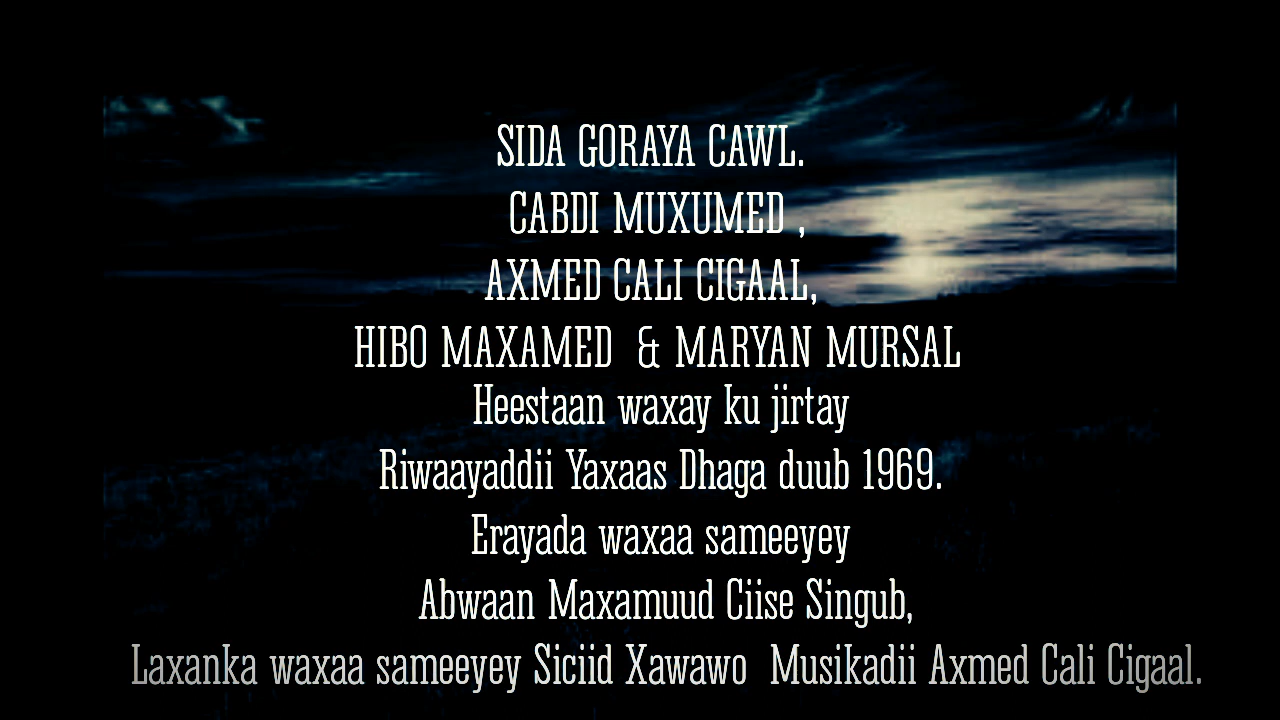 SIDA GORAYA CAWL.
CABDI MUXUMED ,
AXMED CALI CIGAAL,
HIBO MAXAMED & MARYAN MURSAL
Heestaan waxay ku jirtay
Riwaayaddii Yaxaas Dhaga duub 1969.
Erayada waxaa sameeyey
Abwaan Maxamuud Ciise Singub,
Laxanka waxaa sameeyey Siciid Xawawo Musikadii Axmed Cali Cigaal.